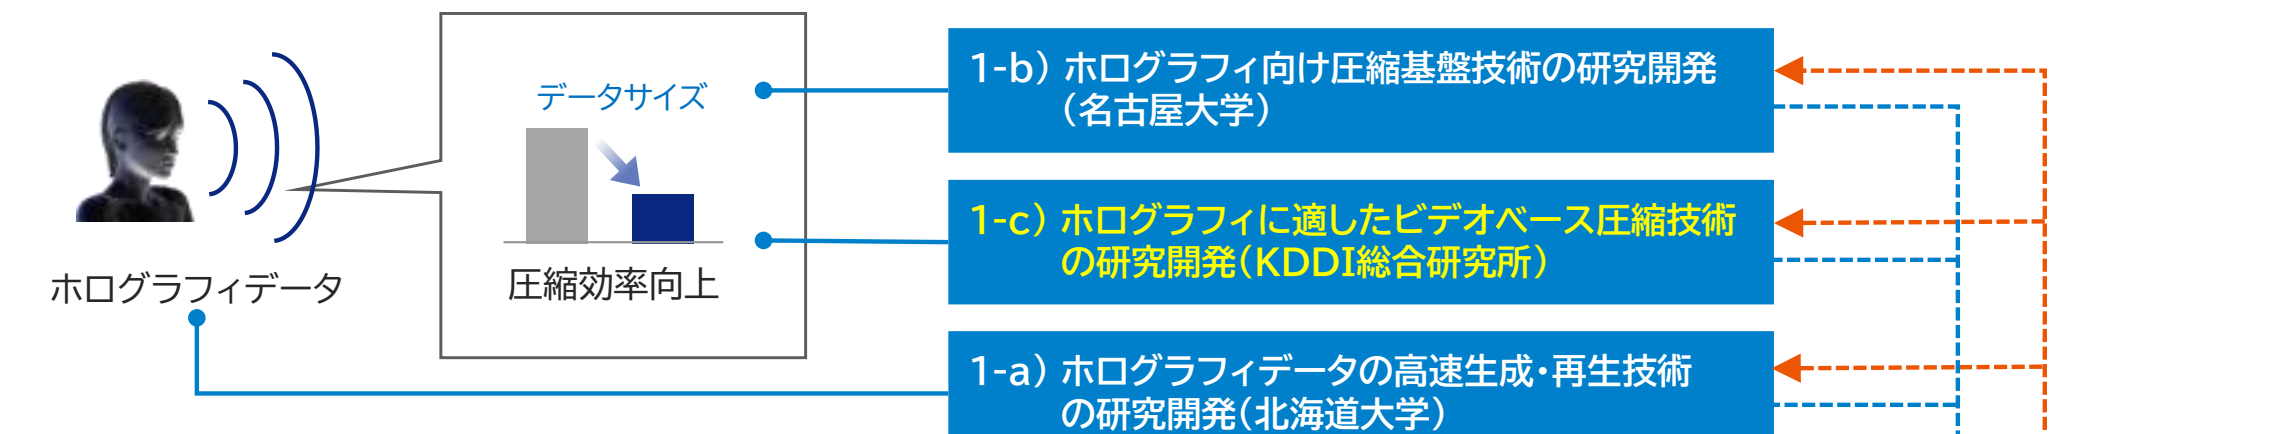 データサイズ
圧縮効率向上
ホログラフィデータ
1-b) ホログラフィ向け圧縮基盤技術の研究開発
(名古屋大学)
1-c) ホログラフィに適したビデオベース圧縮技術
の研究開発(KDDI総合研究所)
1-a) ホログラフィデータの高速生成・再生技術
の研究開発(北海道大学)